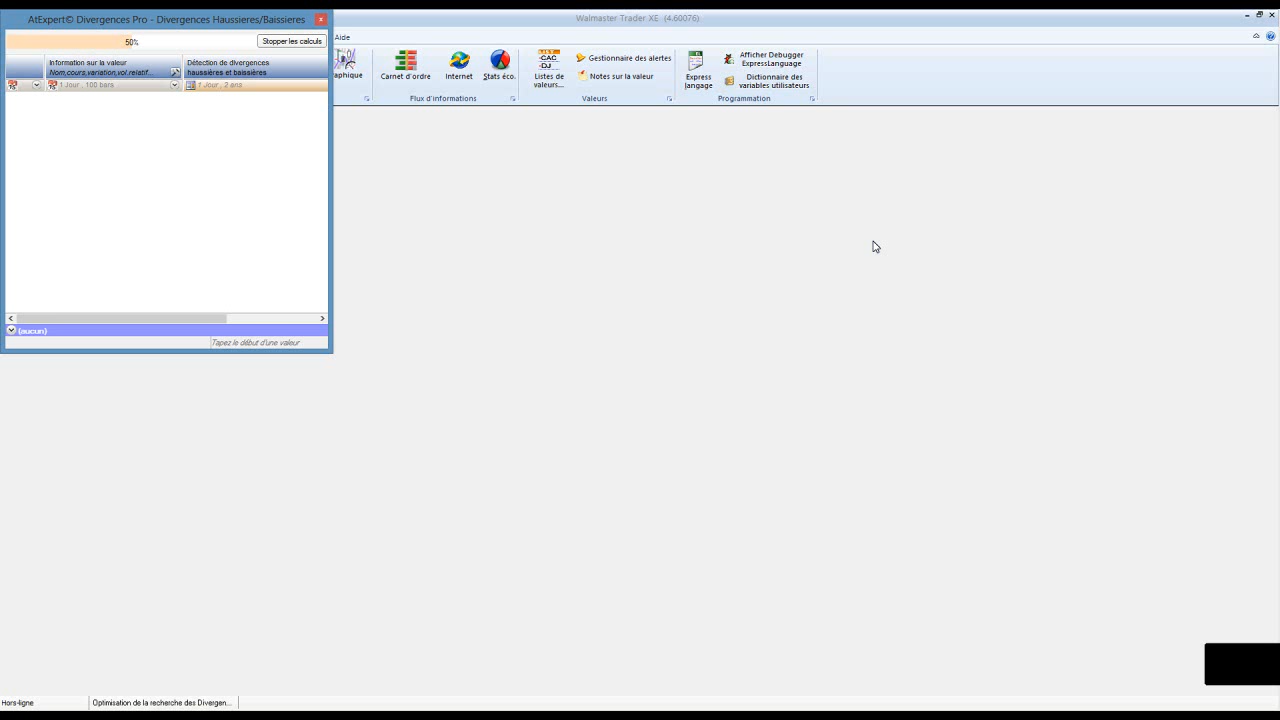 AtExpert© Divergences Pro - Divergences Haussieres/Baissieres
x
Walmaster Trader XE (4.60076)
50%
Stopper les calculs
Aide
Information sur la valeur
Nom,cours,variation,vol.relatif...
Détection de divergences
haussières et baissières
1 Jour , 100 bars
1 Jour , 2 ans
aphique
Carnet d'ordre
Internet
Stats éco.
Flux d'informations
CAC
DJ
Listes de
valeurs...
Gestionnaire des alertes
Notes sur la valeur
Valeurs
Express
langage
Afficher Debugger
ExpressLanguage
Dictionnaire des
variables utilisateurs
Programmation
(aucun)
Tapez le début d'une valeur
Hors-ligne
Optimisation de la recherche des Divergen...